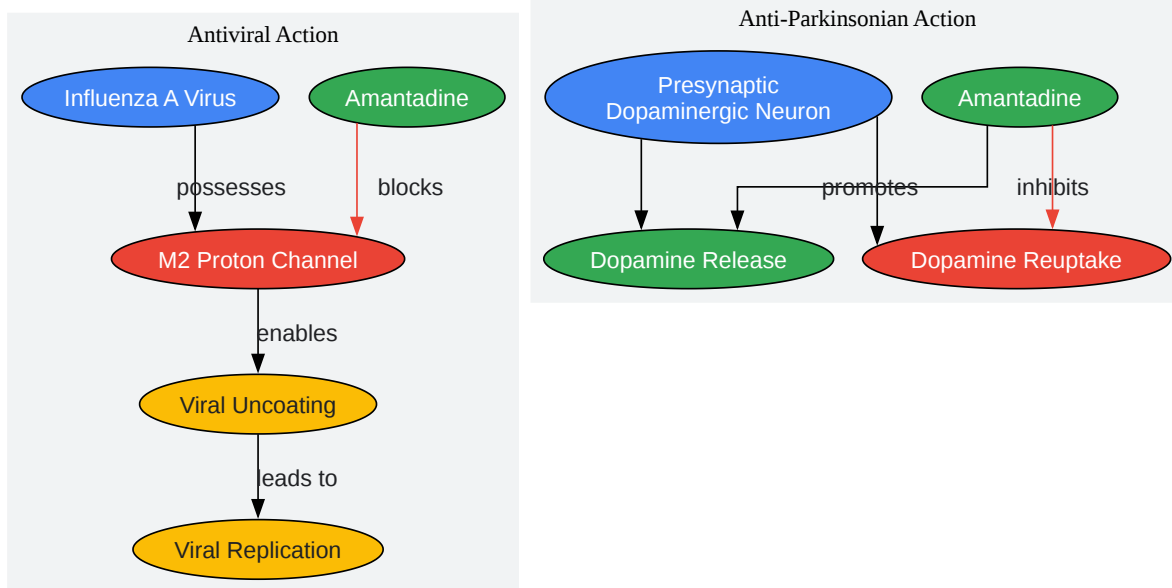 Antiviral Action
Influenza A Virus
Amantadine
possesses
blocks
M2 Proton Channel
enables
Viral Uncoating
leads to
Viral Replication
Anti-Parkinsonian Action
Presynaptic
Dopaminergic Neuron
Amantadine
promotes
inhibits
Dopamine Release
Dopamine Reuptake